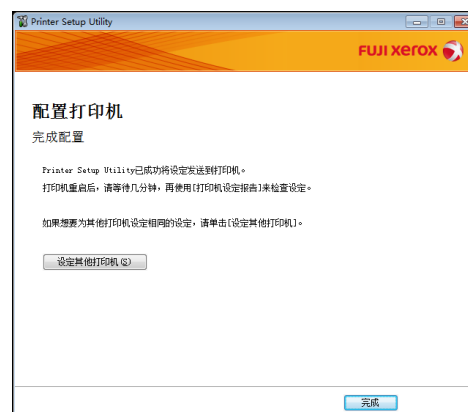 Printer Setup Utility
FUJI xerox
配置打印机
完成配置
Printer Setup Utility已成功将设定发送到打印机。
打印机重启后，请等待几分钟，再使用[打印机设定报告]来检查设定。
如果想要为其他打印机设定相同的设定，请单击[设定其他打印机]。
设定其他打印机(S)
完成